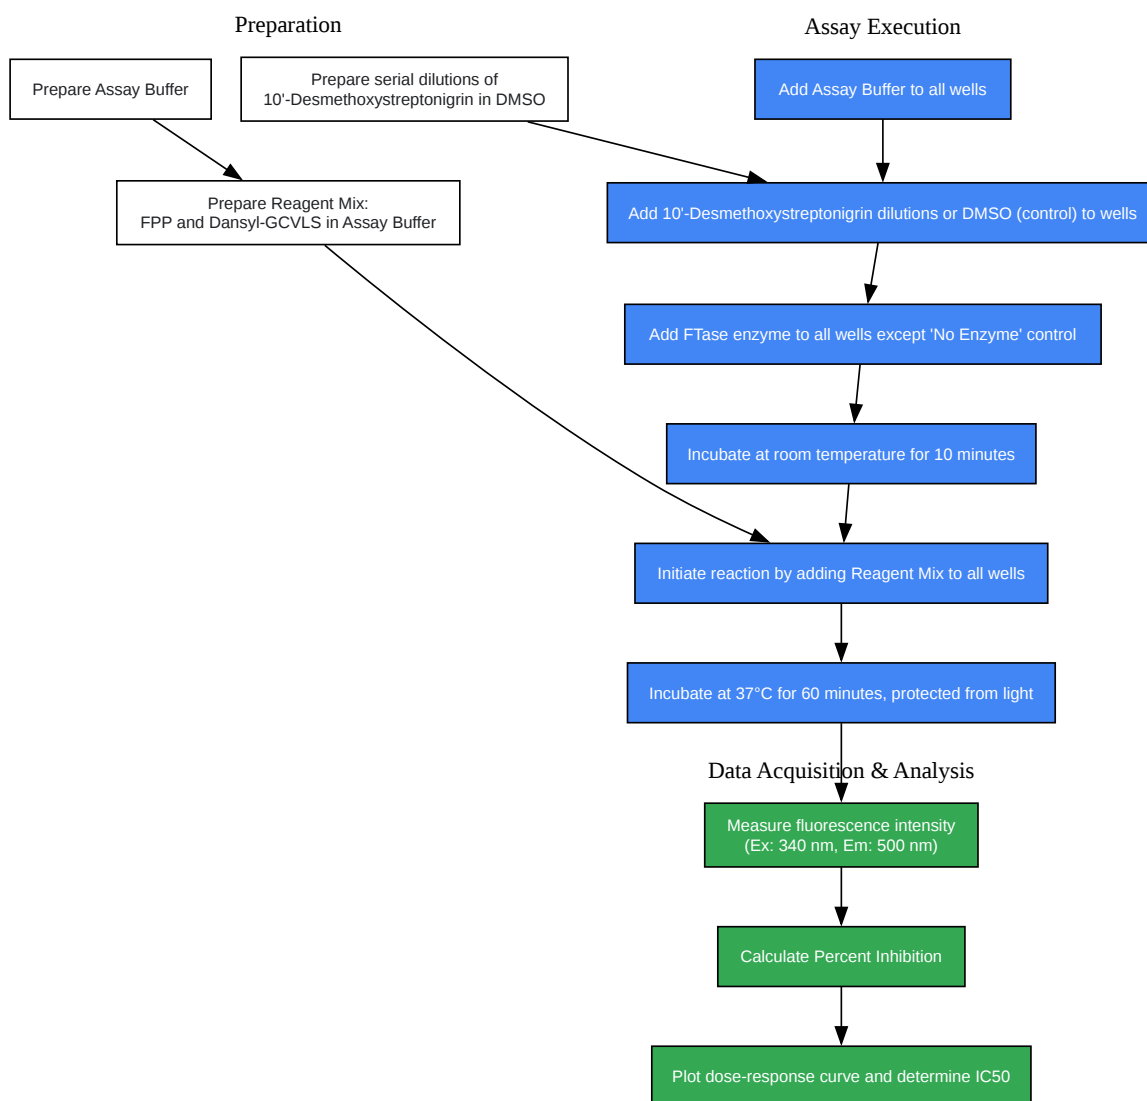 Preparation
Assay Execution
Prepare Assay Buffer
Prepare serial dilutions of
10'-Desmethoxystreptonigrin in DMSO
Add Assay Buffer to all wells
Prepare Reagent Mix:
FPP and Dansyl-GCVLS in Assay Buffer
Add 10'-Desmethoxystreptonigrin dilutions or DMSO (control) to wells
Add FTase enzyme to all wells except 'No Enzyme' control
Incubate at room temperature for 10 minutes
Initiate reaction by adding Reagent Mix to all wells
Incubate at 37°C for 60 minutes, protected from light
Data Acquisition & Analysis
Measure fluorescence intensity
(Ex: 340 nm, Em: 500 nm)
Calculate Percent Inhibition
Plot dose-response curve and determine IC50